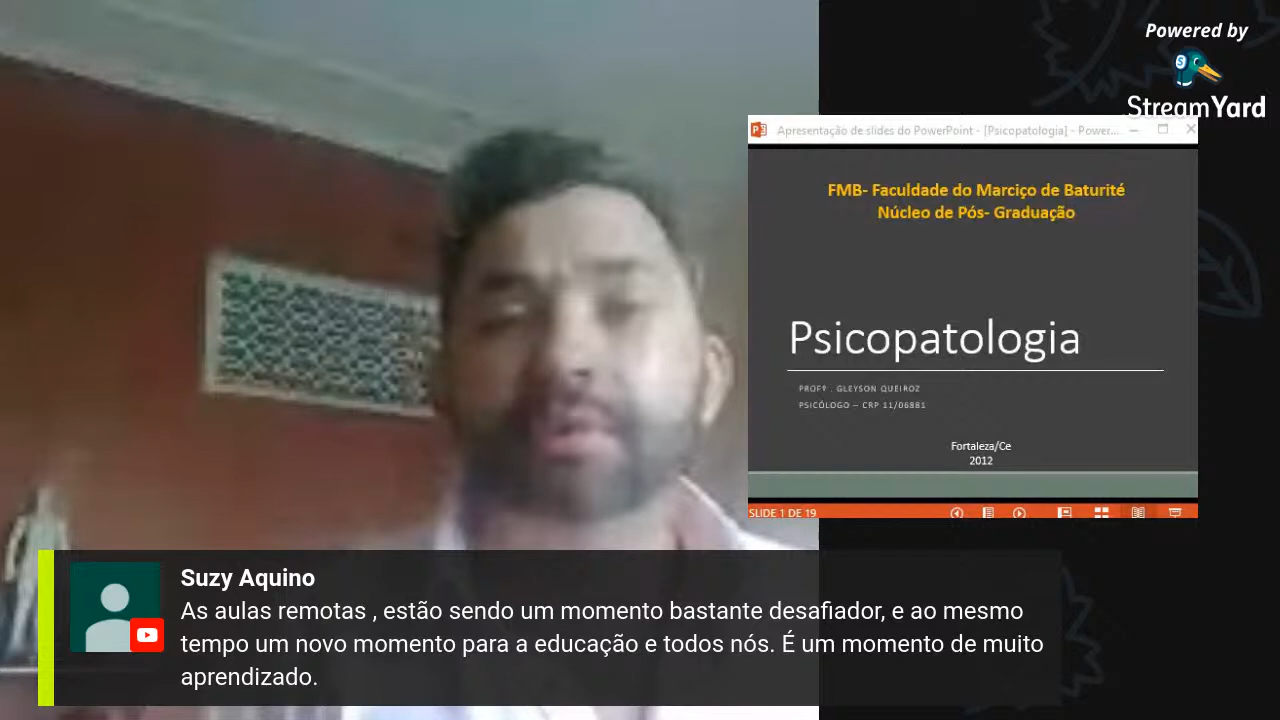 Powered by
StreamYard
Apresentação de slides do PowerPoint - [Psicopatologia] - Power...
FMB- Faculdade do Marciço de Baturité
Núcleo de Pós- Graduação
Psicopatologia
PROFº . GLEYSON QUEIROZ
PSICÓLOGO – CRP 11/06881
Fortaleza/Ce
2012
SLIDE 1 DE 19
Suzy Aquino
As aulas remotas , estão sendo um momento bastante desafiador, e ao mesmo
tempo um novo momento para a educação e todos nós. É um momento de muito
aprendizado.